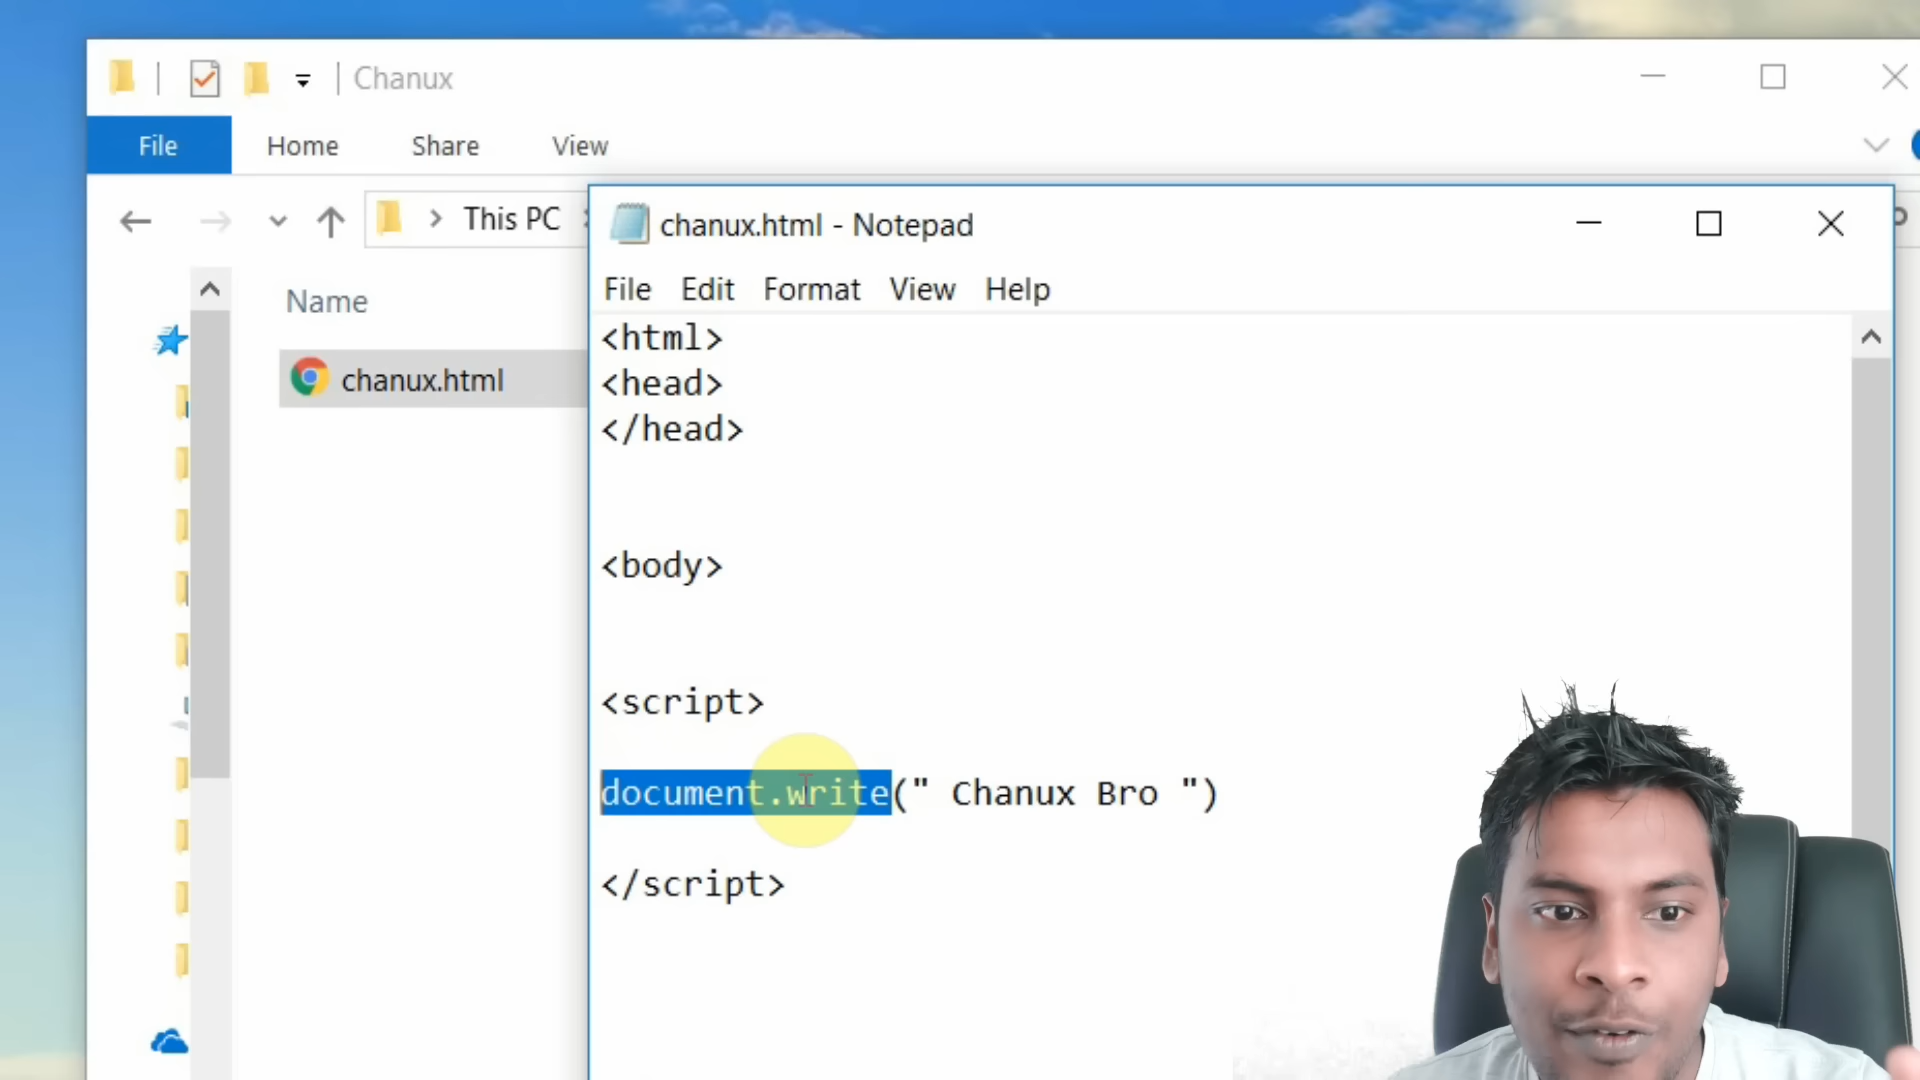 Chanux
File Home Share View
This PC
Name
chanux.html
chanux.html - Notepad
File Edit Format View Help
<html>
<head>
</head>
<body>
<script>
document.write(" Chanux Bro ")
</script>